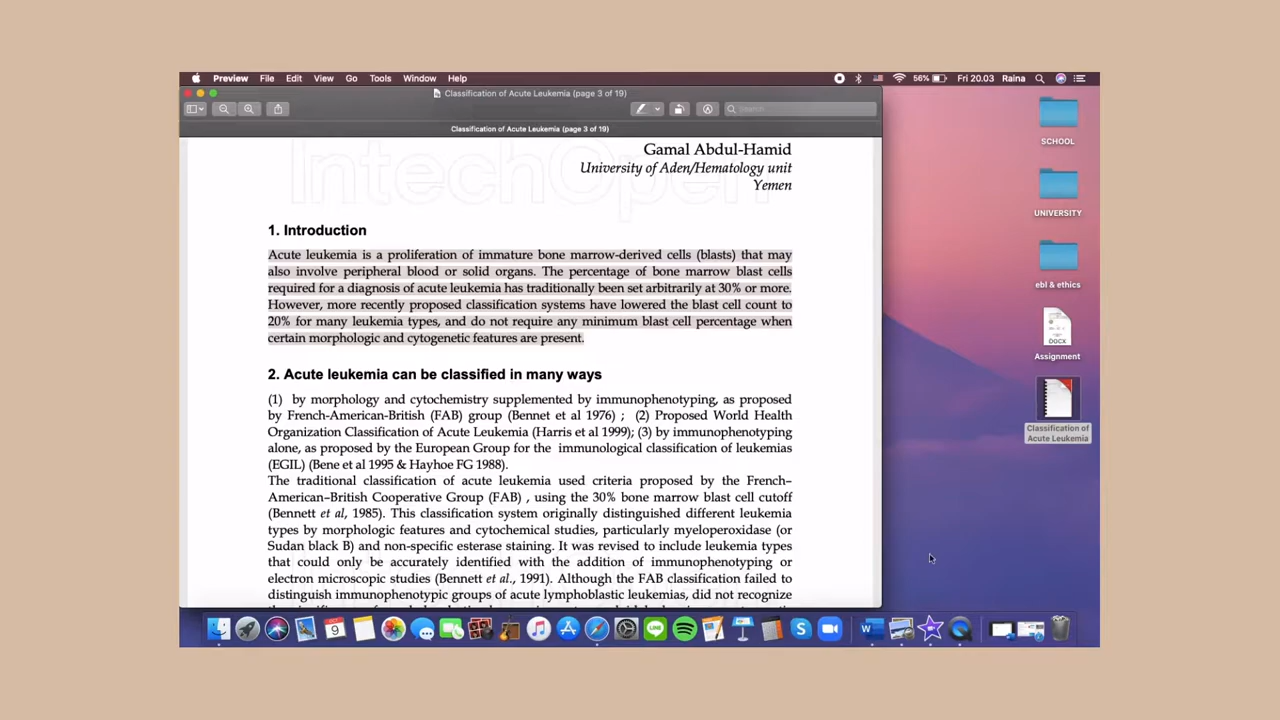 Preview File Edit View Go Tools Window Help 56% Fri 20.03 Raina
Classification of Acute Leukemia (page 3 of 19)
Search
Classification of Acute Leukemia (page 3 of 19)
IntechOpen
Gamal Abdul-Hamid
University of Aden/Hematology unit
Yemen
1. Introduction
Acute leukemia is a proliferation of immature bone marrow-derived cells (blasts) that may
also involve peripheral blood or solid organs. The percentage of bone marrow blast cells
required for a diagnosis of acute leukemia has traditionally been set arbitrarily at 30% or more.
However, more recently proposed classification systems have lowered the blast cell count to
20% for many leukemia types, and do not require any minimum blast cell percentage when
certain morphologic and cytogenetic features are present.
2. Acute leukemia can be classified in many ways
(1) by morphology and cytochemistry supplemented by immunophenotyping, as proposed
by French-American-British (FAB) group (Bennet et al 1976) ; (2) Proposed World Health
Organization Classification of Acute Leukemia (Harris et al 1999); (3) by immunophenotyping
alone, as proposed by the European Group for the immunological classification of leukemias
(EGIL) (Bene et al 1995 & Hayhoe FG 1988).
The traditional classification of acute leukemia used criteria proposed by the French–
American–British Cooperative Group (FAB) , using the 30% bone marrow blast cell cutoff
(Bennett et al, 1985). This classification system originally distinguished different leukemia
types by morphologic features and cytochemical studies, particularly myeloperoxidase (or
Sudan black B) and non-specific esterase staining. It was revised to include leukemia types
that could only be accurately identified with the addition of immunophenotyping or
electron microscopic studies (Bennett et al., 1991). Although the FAB classification failed to
distinguish immunophenotypic groups of acute lymphoblastic leukemias, did not recognize
SCHOOL
UNIVERSITY
ebl & ethics
DOCX
Assignment
Classification of
Acute Leukemia
9
LINE